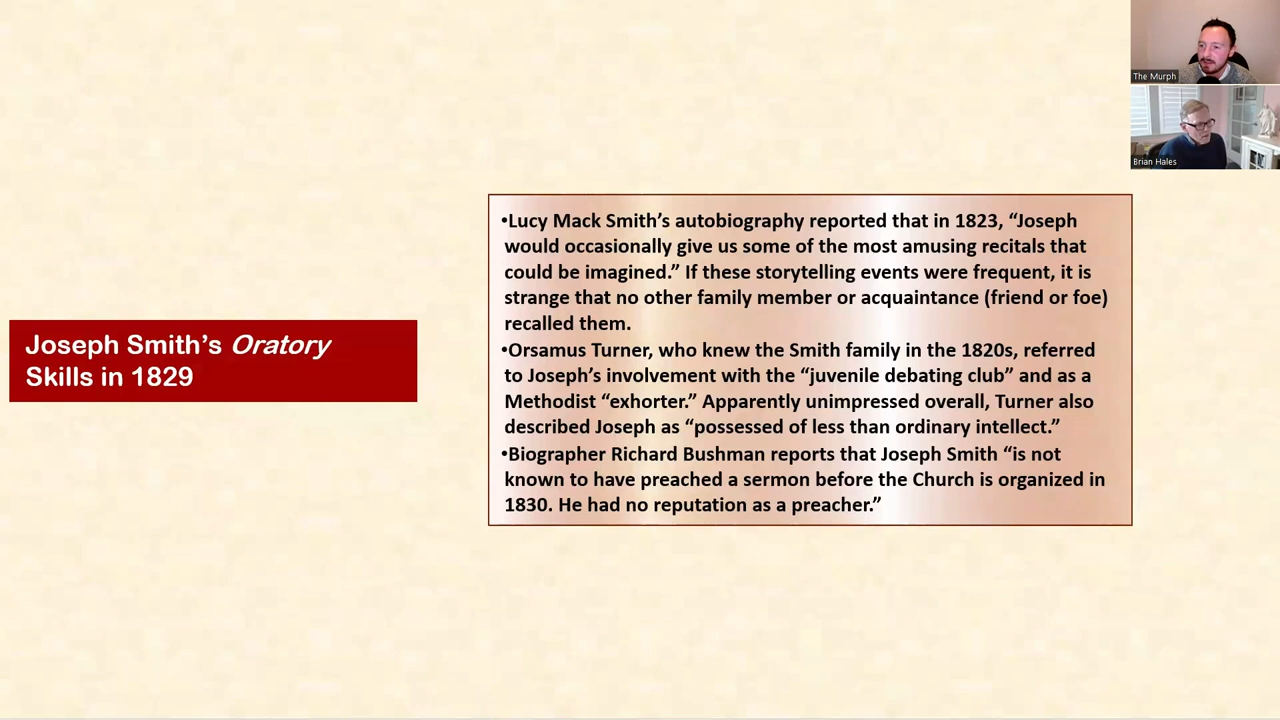 The Murph
Brian Hales
Joseph Smith’s Oratory
Skills in 1829
•Lucy Mack Smith’s autobiography reported that in 1823, “Joseph
would occasionally give us some of the most amusing recitals that
could be imagined.” If these storytelling events were frequent, it is
strange that no other family member or acquaintance (friend or foe)
recalled them.
•Orsamus Turner, who knew the Smith family in the 1820s, referred
to Joseph’s involvement with the “juvenile debating club” and as a
Methodist “exhorter.” Apparently unimpressed overall, Turner also
described Joseph as “possessed of less than ordinary intellect.”
•Biographer Richard Bushman reports that Joseph Smith “is not
known to have preached a sermon before the Church is organized in
1830. He had no reputation as a preacher.”